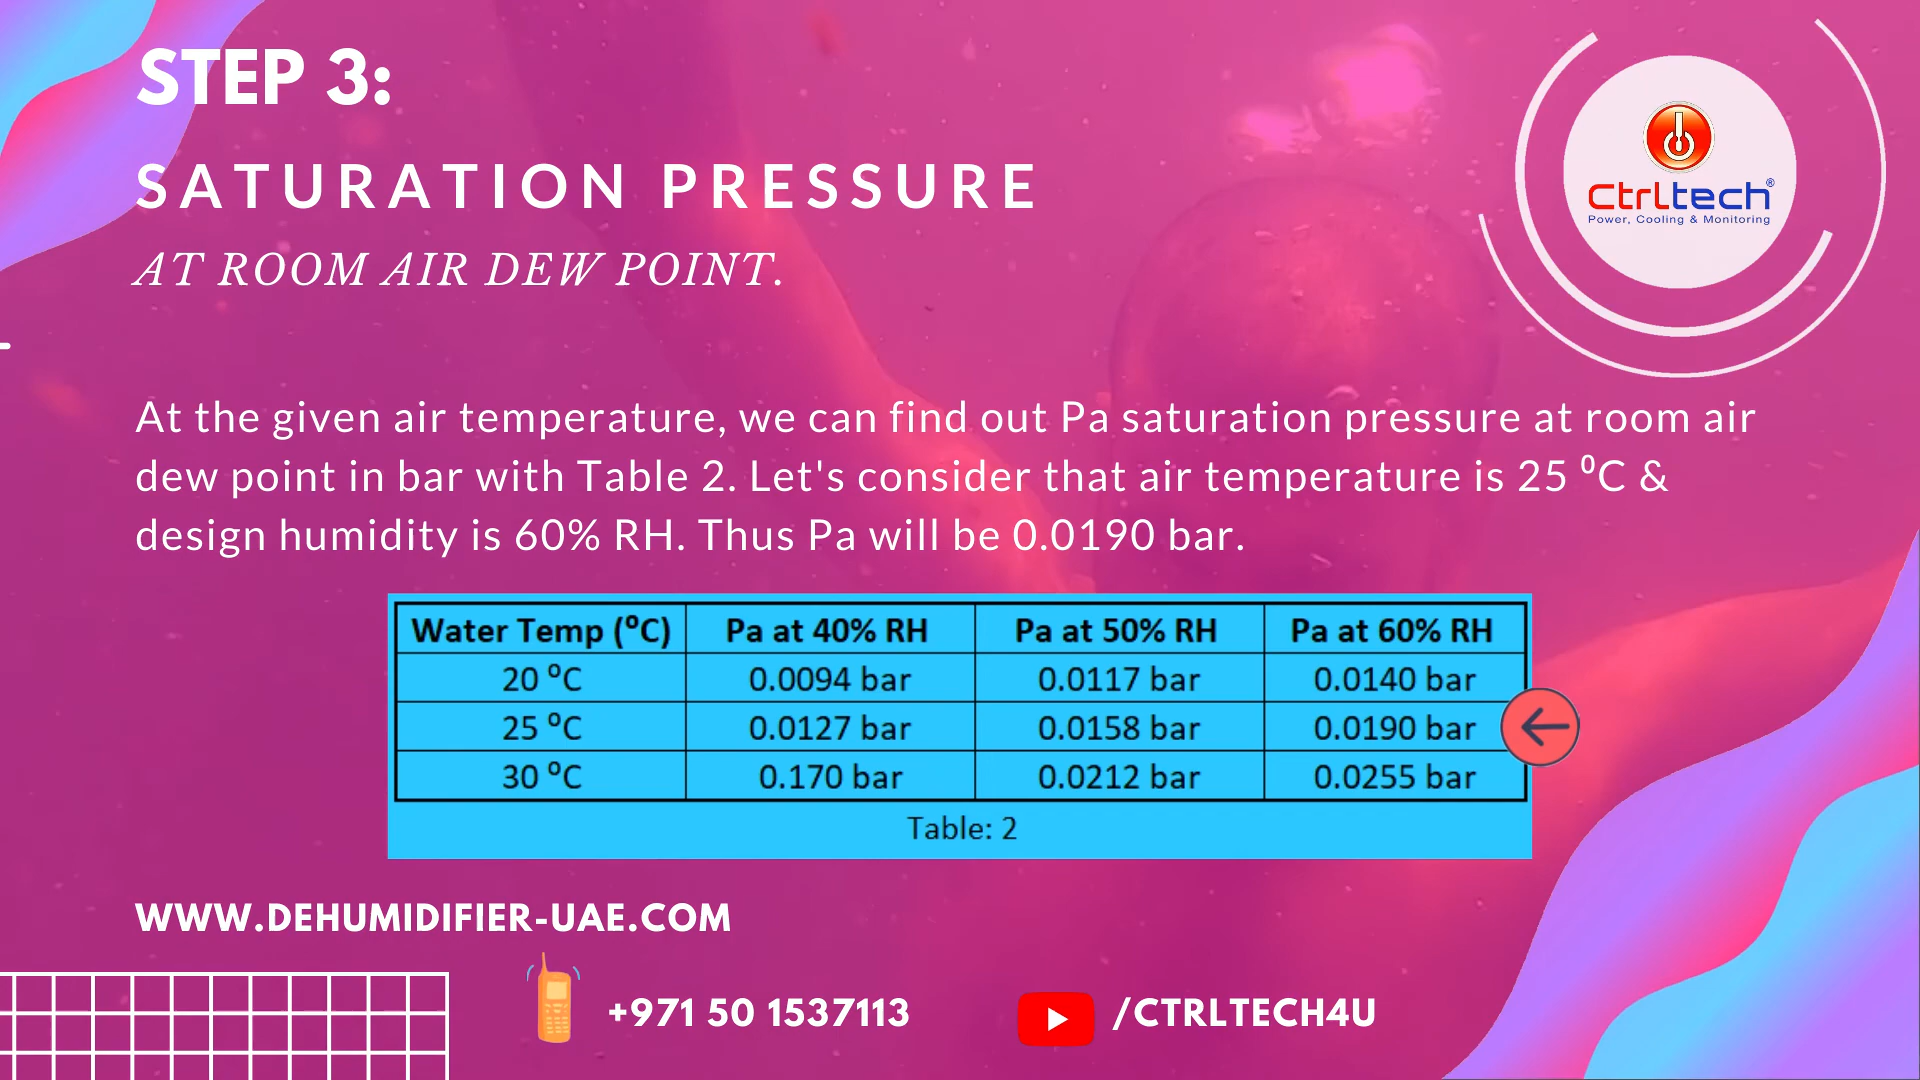 STEP 3:
SATURATION PRESSURE
AT ROOM AIR DEW POINT.
Ctrltech®
Power, Cooling & Monitoring
At the given air temperature, we can find out Pa saturation pressure at room air
dew point in bar with Table 2. Let's consider that air temperature is 25 ⁰C &
design humidity is 60% RH. Thus Pa will be 0.0190 bar.
Water Temp (⁰C) Pa at 40% RH Pa at 50% RH Pa at 60% RH
20 ⁰C 0.0094 bar 0.0117 bar 0.0140 bar
25 ⁰C 0.0127 bar 0.0158 bar 0.0190 bar
30 ⁰C 0.170 bar 0.0212 bar 0.0255 bar
Table: 2
WWW.DEHUMIDIFIER-UAE.COM
+971 50 1537113 /CTRLTECH4U